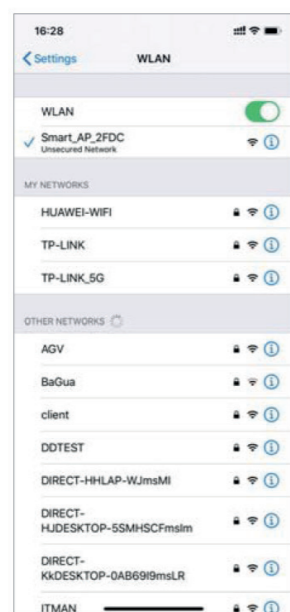 16:28
Settings
WLAN
WLAN
Smart_AP_2FDC
Unsecured Network
MY NETWORKS
HUAWEI-WIFI
TP-LINK
TP-LINK_5G
OTHER NETWORKS
AGV
BaGua
client
DDTEST
DIRECT-HHLAP-WJmsMI
DIRECT-
HJDESKTOP-5SMHSCFmsIm
DIRECT-
KkDESKTOP-0AB69I9msLR
ITMAN